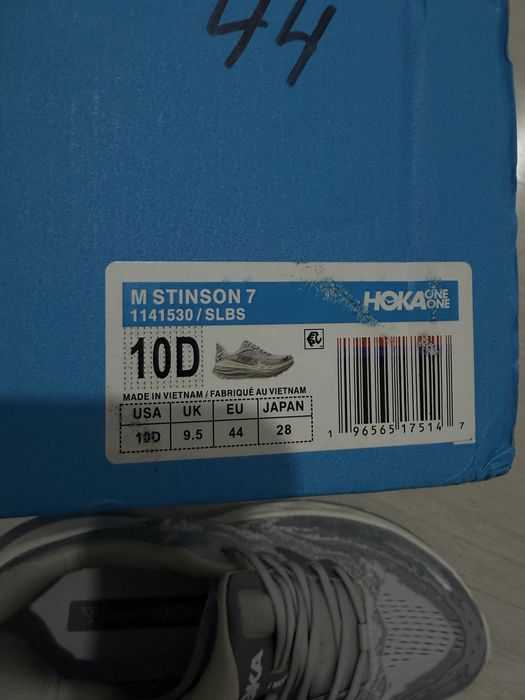 44
M STINSON 7
1141530 / SLBS
HOKA ONE ONE
10D
MADE IN VIETNAM / FABRIQUÉ AU VIETNAM
USA UK EU JAPAN
10D 9.5 44 28
1 96565 17514 7
HOKA
HOKA